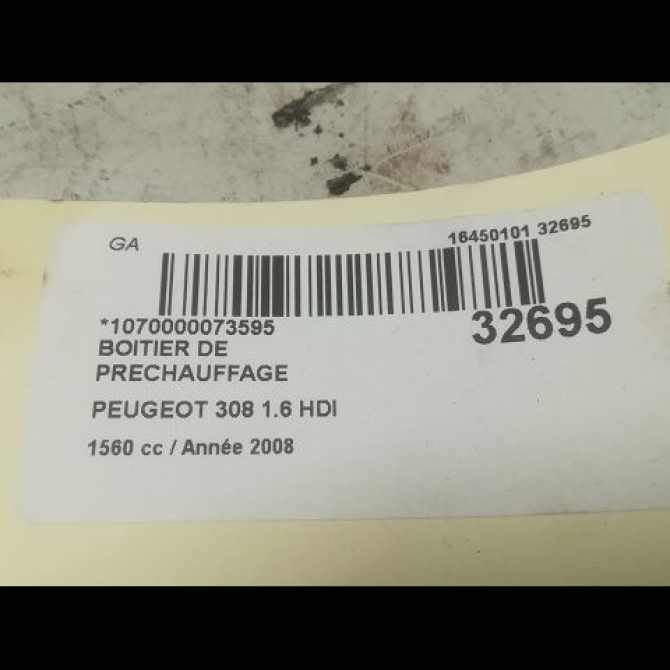 GA
16450101 32695
*1070000073595
32695
BOITIER DE
PRECHAUFFAGE
PEUGEOT 308 1.6 HDI
1560 cc / Année 2008